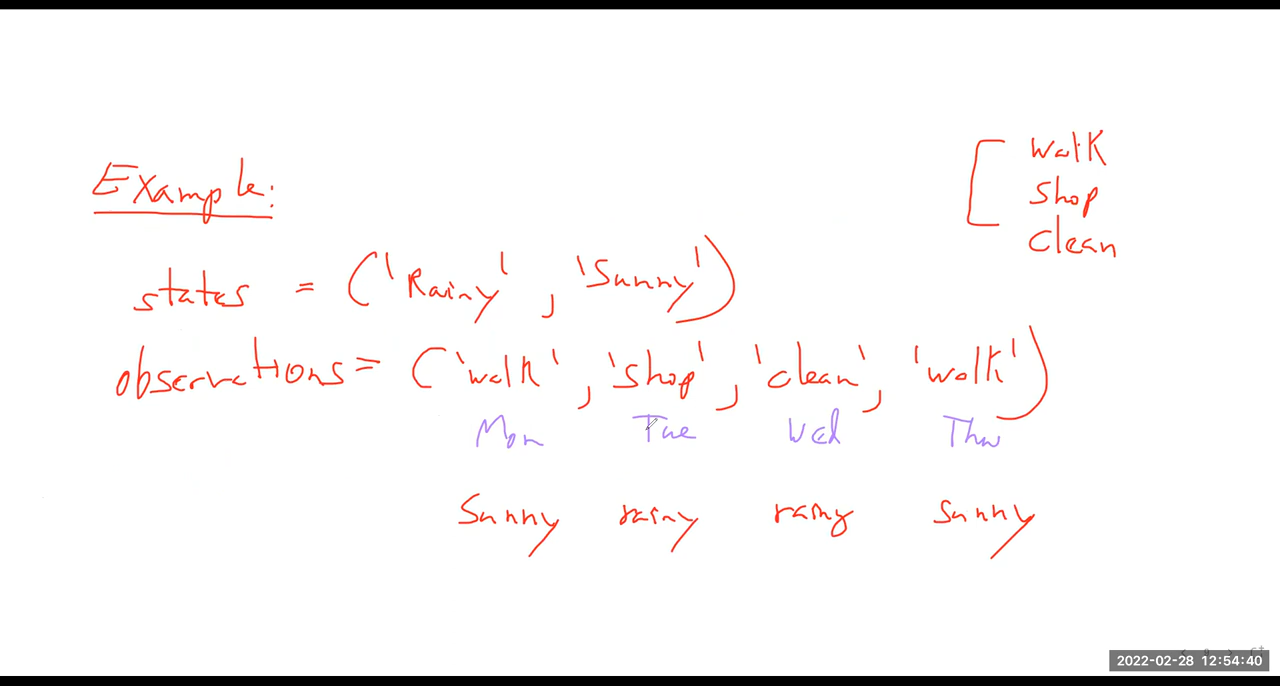 Example:
walk
shop
clean
states = ('Rainy', 'Sunny')
observations = ('walk', 'shop', 'clean', 'walk')
Mon Tue Wed Thu
Sunny rainy rainy sunny
2022-02-28 12:54:40